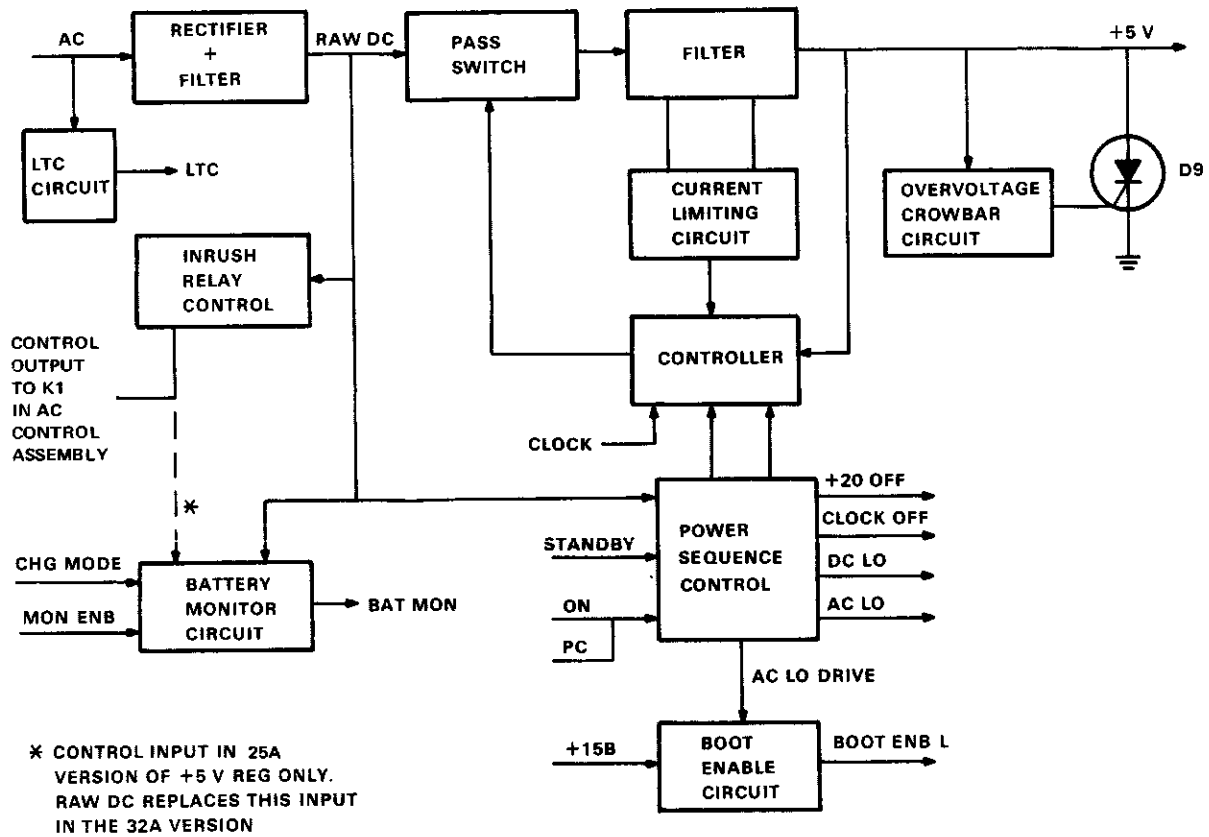 AC
RECTIFIER
+
FILTER
RAW DC
PASS
SWITCH
FILTER
+5 V
LTC
CIRCUIT
LTC
CURRENT
LIMITING
CIRCUIT
OVERVOLTAGE
CROWBAR
CIRCUIT
D9
INRUSH
RELAY
CONTROL
CONTROL
OUTPUT
TO K1
IN AC
CONTROL
ASSEMBLY
CONTROLLER
CLOCK
*
POWER
SEQUENCE
CONTROL
+20 OFF
CLOCK OFF
DC LO
AC LO
STANDBY
ON
PC
CHG MODE
MON ENB
BATTERY
MONITOR
CIRCUIT
BAT MON
AC LO DRIVE
+15B
BOOT
ENABLE
CIRCUIT
BOOT ENB L
* CONTROL INPUT IN 25A
VERSION OF +5 V REG ONLY.
RAW DC REPLACES THIS INPUT
IN THE 32A VERSION